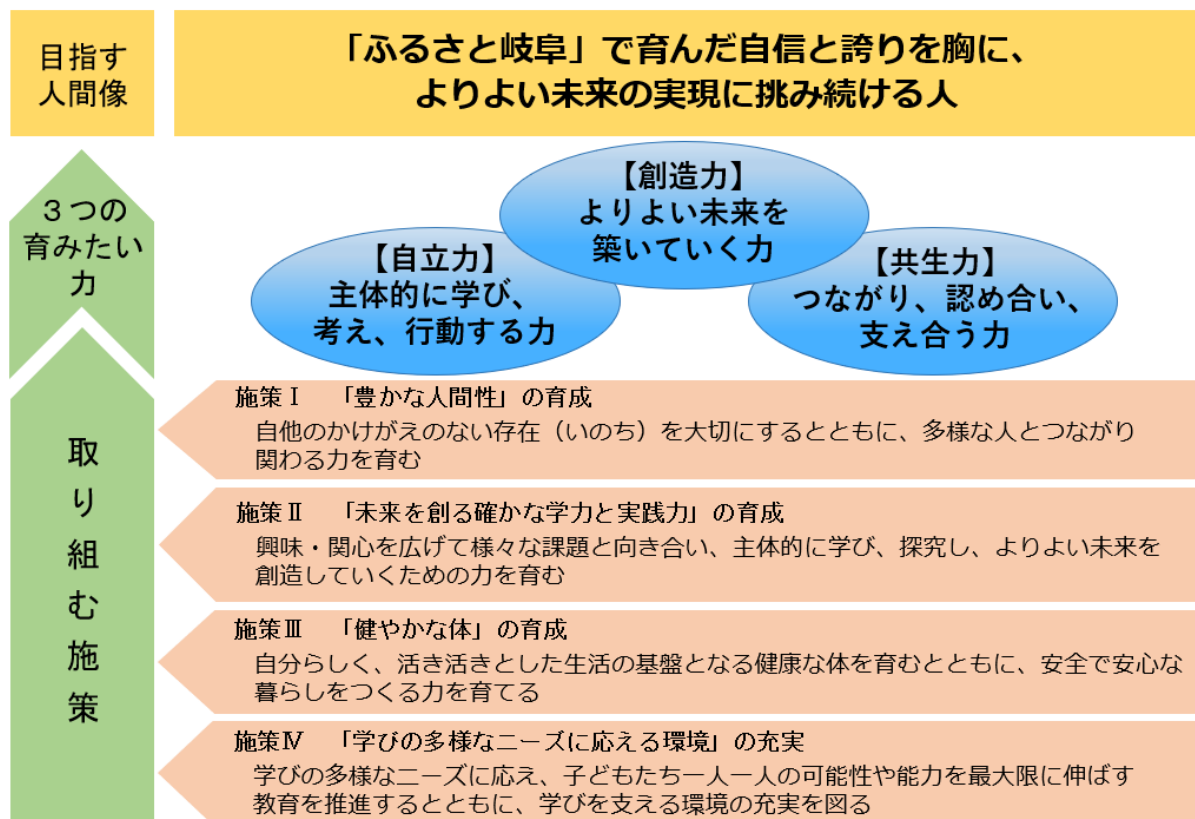 目指す
人間像
「ふるさと岐阜」で育んだ自信と誇りを胸に、
よりよい未来の実現に挑み続ける人
３つの
育みたい
力
【創造力】
よりよい未来を
築いていく力
【自立力】
主体的に学び、
考え、行動する力
【共生力】
つながり、認め合い、
支え合う力
取り組む施策
施策Ⅰ　「豊かな人間性」の育成
自他のかけがえのない存在（いのち）を大切にするとともに、多様な人とつながり
関わる力を育む
施策Ⅱ　「未来を創る確かな学力と実践力」の育成
興味・関心を広げて様々な課題と向き合い、主体的に学び、探究し、よりよい未来を
創造していくための力を育む
施策Ⅲ　「健やかな体」の育成
自分らしく、活き活きとした生活の基盤となる健康な体を育むとともに、安全で安心な
暮らしをつくる力を育てる
施策Ⅳ　「学びの多様なニーズに応える環境」の充実
学びの多様なニーズに応え、子どもたち一人一人の可能性や能力を最大限に伸ばす
教育を推進するとともに、学びを支える環境の充実を図る